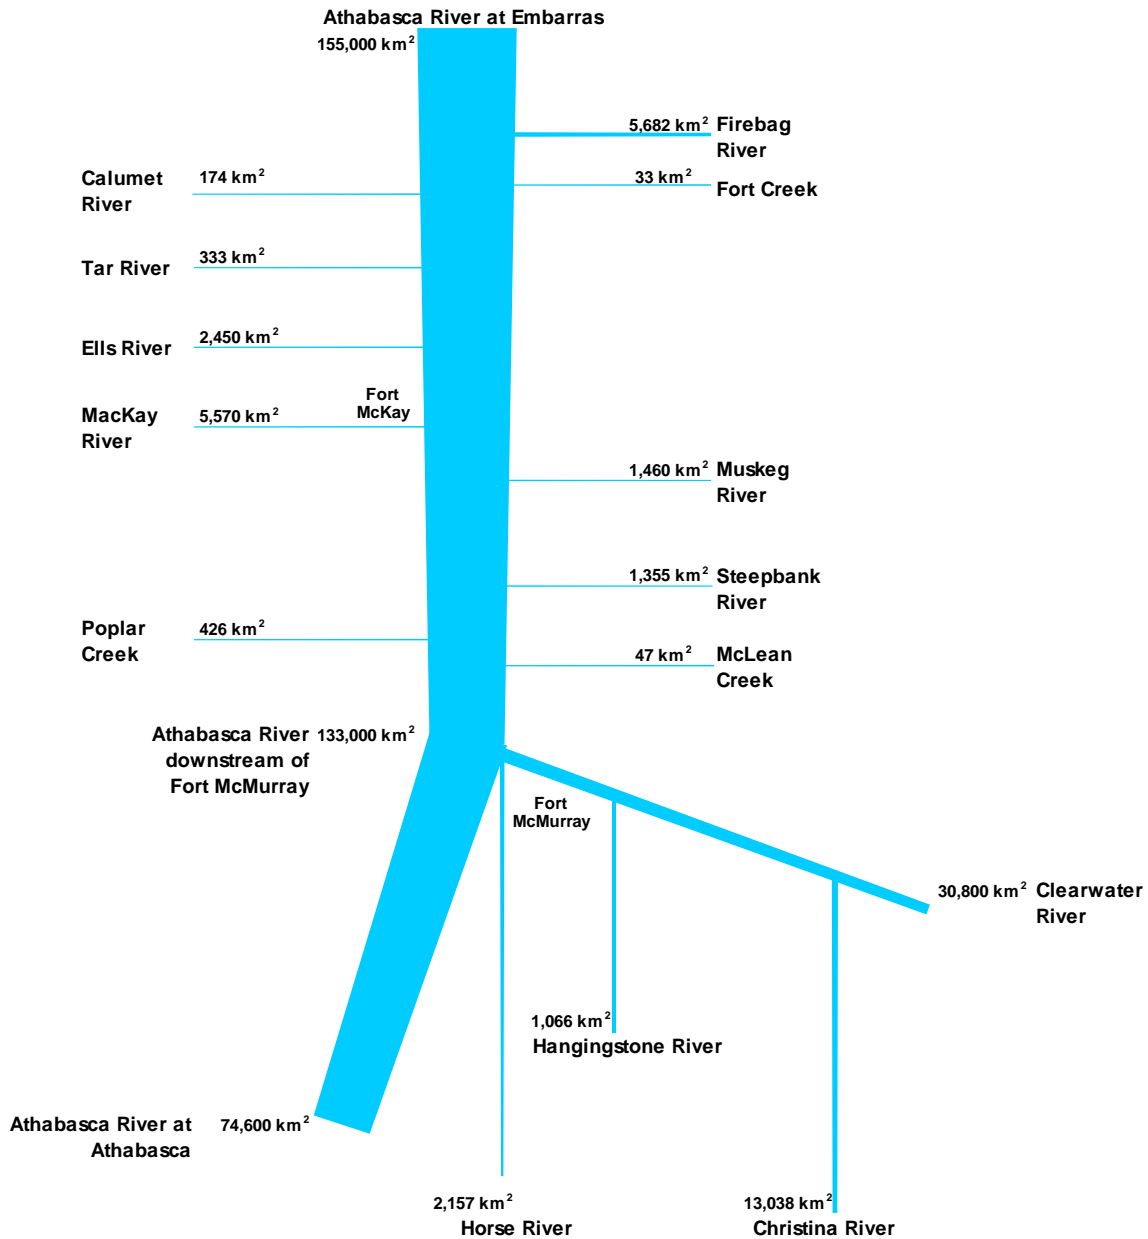 Athabasca River at Embarras
155,000 km²
5,682 km² Firebag
River
Calumet 174 km²
River
33 km² Fort Creek
Tar River 333 km²
Ells River 2,450 km²
Fort
McKay
MacKay 5,570 km²
River
1,460 km² Muskeg
River
1,355 km² Steepbank
River
Poplar 426 km²
Creek
47 km² McLean
Creek
Athabasca River 133,000 km²
downstream of
Fort McMurray
Fort
McMurray
30,800 km² Clearwater
River
1,066 km²
Hangingstone River
Athabasca River at 74,600 km²
Athabasca
2,157 km²
Horse River
13,038 km²
Christina River